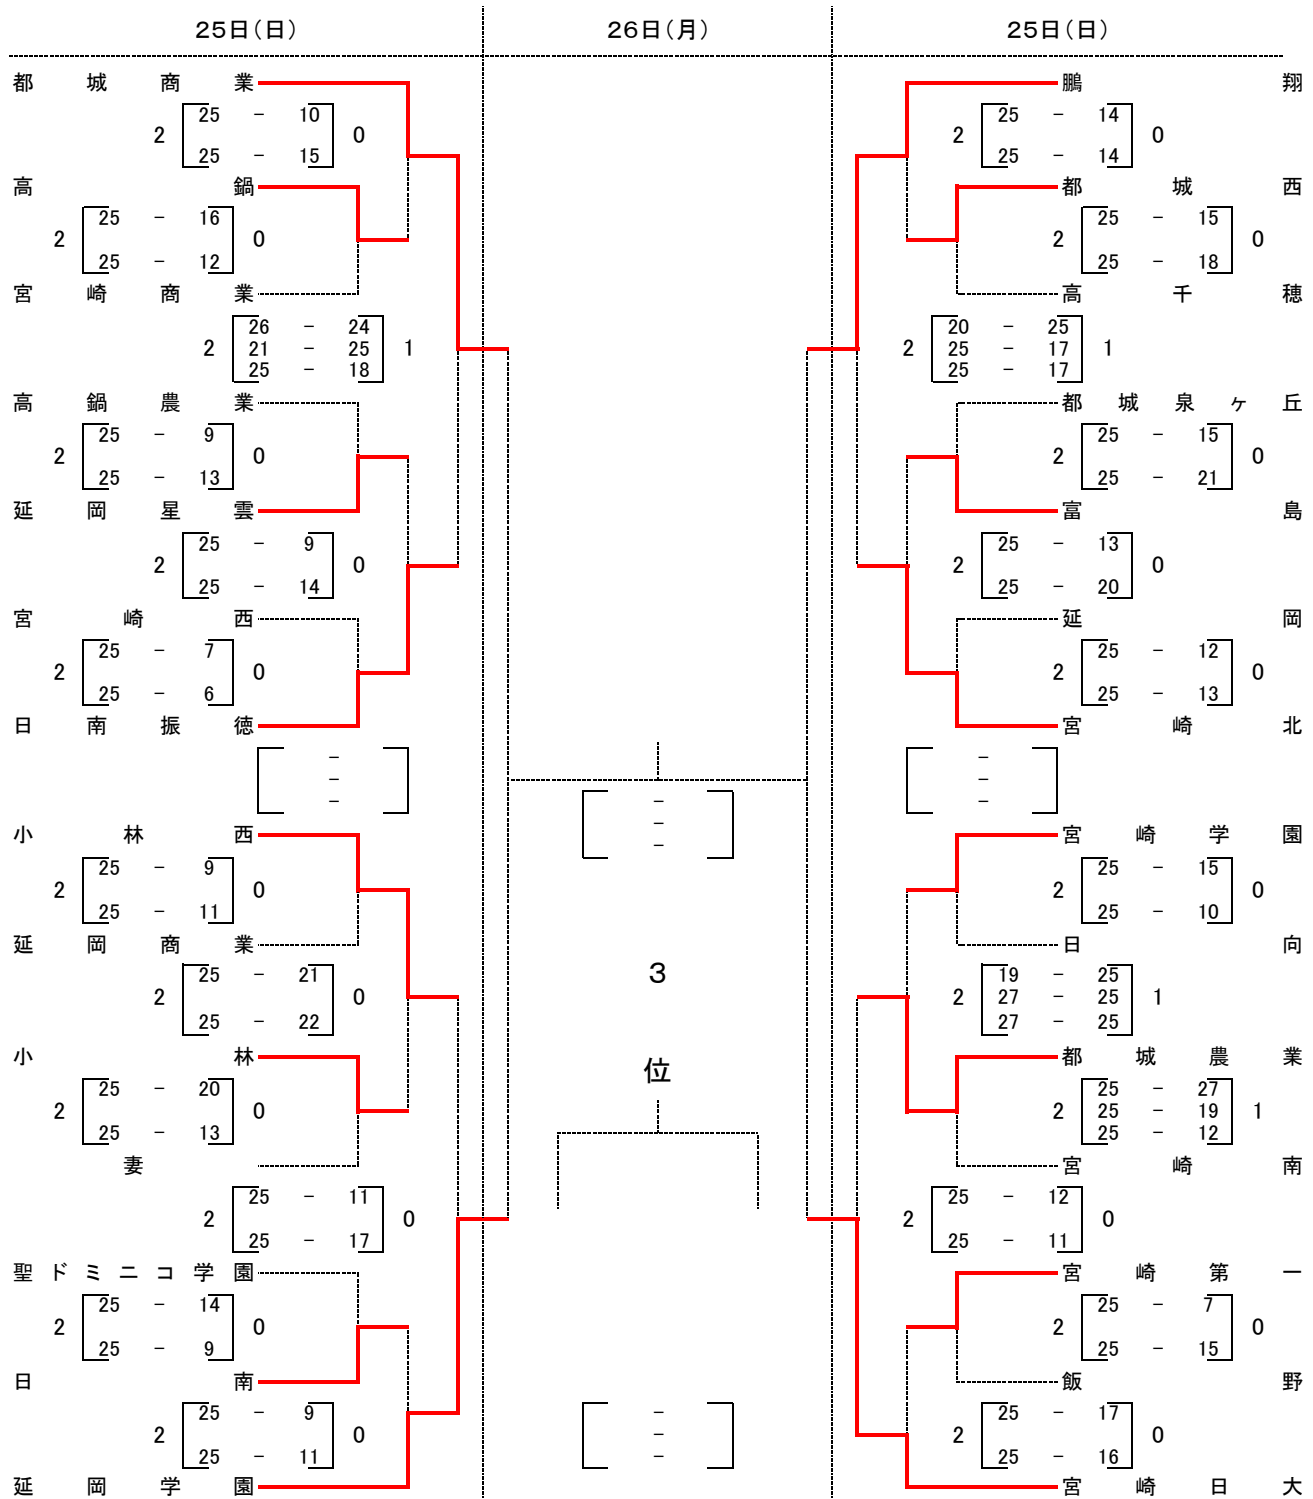 25日(日) 26日(月) 25日(日)
都城商業 鵬翔
25 - 10 25 - 14
2 0 2 0
25 - 15 25 - 14
高鍋 都城西
25 - 16 25 - 15
2 0 2 0
25 - 12 25 - 18
宮崎商業 高千穂
26 - 24 20 - 25
2 21 - 25 1 2 25 - 17 1
25 - 18 25 - 17
高鍋農業 都城泉ヶ丘
25 - 9 25 - 15
2 0 2 0
25 - 13 25 - 21
延岡星雲 富島
25 - 9 25 - 13
2 0 2 0
25 - 14 25 - 20
宮崎西 延岡
25 - 7 25 - 12
2 0 2 0
25 - 6 25 - 13
日南振徳 宮崎北
- -
- -
- -
-
-
-
小林西 宮崎学園
25 - 9 25 - 15
2 0 2 0
25 - 11 25 - 10
延岡商業 日向
25 - 21 3 19 - 25
2 0 2 27 - 25 1
25 - 22 27 - 25
小林 位 都城農業
25 - 20 25 - 27
2 0 2 25 - 19 1
25 - 13 25 - 12
妻 宮崎南
25 - 11 25 - 12
2 0 2 0
25 - 17 25 - 11
聖ドミニコ学園 宮崎第一
25 - 14 25 - 7
2 0 2 0
25 - 9 25 - 15
日南 飯野
25 - 9 - 25 - 17
2 0 - 2 0
25 - 11 - 25 - 16
延岡学園 宮崎日大